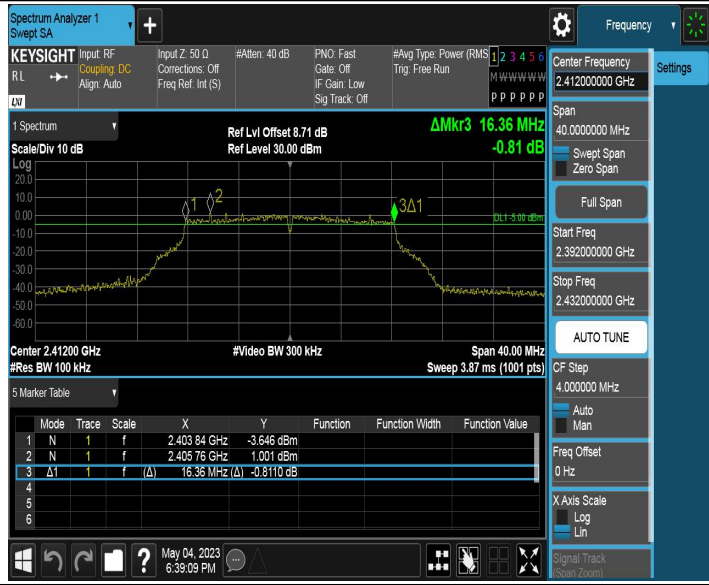 Spectrum Analyzer 1
Swept SA
Frequency
KEYSIGHT
RL
LXI
Input: RF
Coupling: DC
Align: Auto
Input Z: 50 Ω
Corrections: Off
Freq Ref: Int (S)
#Atten: 40 dB
PNO: Fast
Gate: Off
IF Gain: Low
Sig Track: Off
#Avg Type: Power (RMS
Trig: Free Run
1 2 3 4 5 6
M W W W W W
P P P P P P
1 Spectrum
Scale/Div 10 dB
Ref Lvl Offset 8.71 dB
Ref Level 30.00 dBm
ΔMkr3 16.36 MHz
-0.81 dB
Log
20.0
10.0
0.00
-10.0
-20.0
-30.0
-40.0
-50.0
-60.0
1
2
3Δ1
DL1 -5.00 dBm
Center 2.41200 GHz
#Video BW 300 kHz
Span 40.00 MHz
#Res BW 100 kHz
Sweep 3.87 ms (1001 pts)
5 Marker Table
Mode Trace Scale X Y Function Function Width Function Value
1 N 1 f 2.403 84 GHz -3.646 dBm
2 N 1 f 2.405 76 GHz 1.001 dBm
3 Δ1 1 f (Δ) 16.36 MHz (Δ) -0.8110 dB
4
5
6
May 04, 2023
6:39:09 PM
Center Frequency
2.412000000 GHz
Settings
Span
40.0000000 MHz
Swept Span
Zero Span
Full Span
Start Freq
2.392000000 GHz
Stop Freq
2.432000000 GHz
AUTO TUNE
CF Step
4.000000 MHz
Auto
Man
Freq Offset
0 Hz
X Axis Scale
Log
Lin
Signal Track
(Span Zoom)